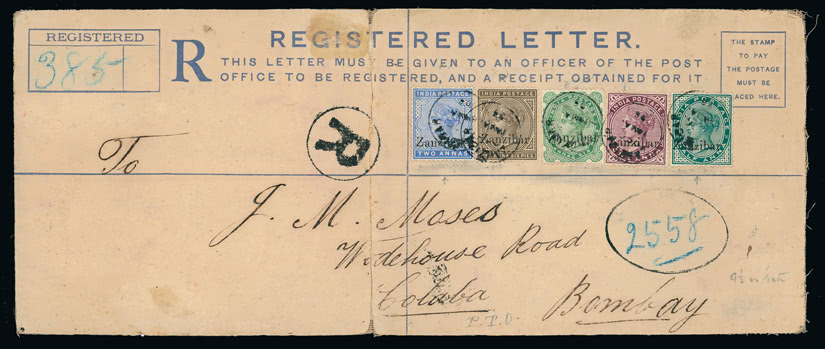 REGISTERED
385
R
REGISTERED LETTER.
THIS LETTER MUST BE GIVEN TO AN OFFICER OF THE POST
OFFICE TO BE REGISTERED, AND A RECEIPT OBTAINED FOR IT
THE STAMP
TO PAY
THE POSTAGE
MUST BE
PLACED HERE.
INDIA POSTAGE
Zanzibar
TWO ANNAS
INDIA POSTAGE
Zanzibar
Zanzibar
INDIA POSTAGE
Zanzibar
Zanzibar
R
To
J. M. Moses
Wodehouse Road
Colaba Bombay
2558
P.T.O.